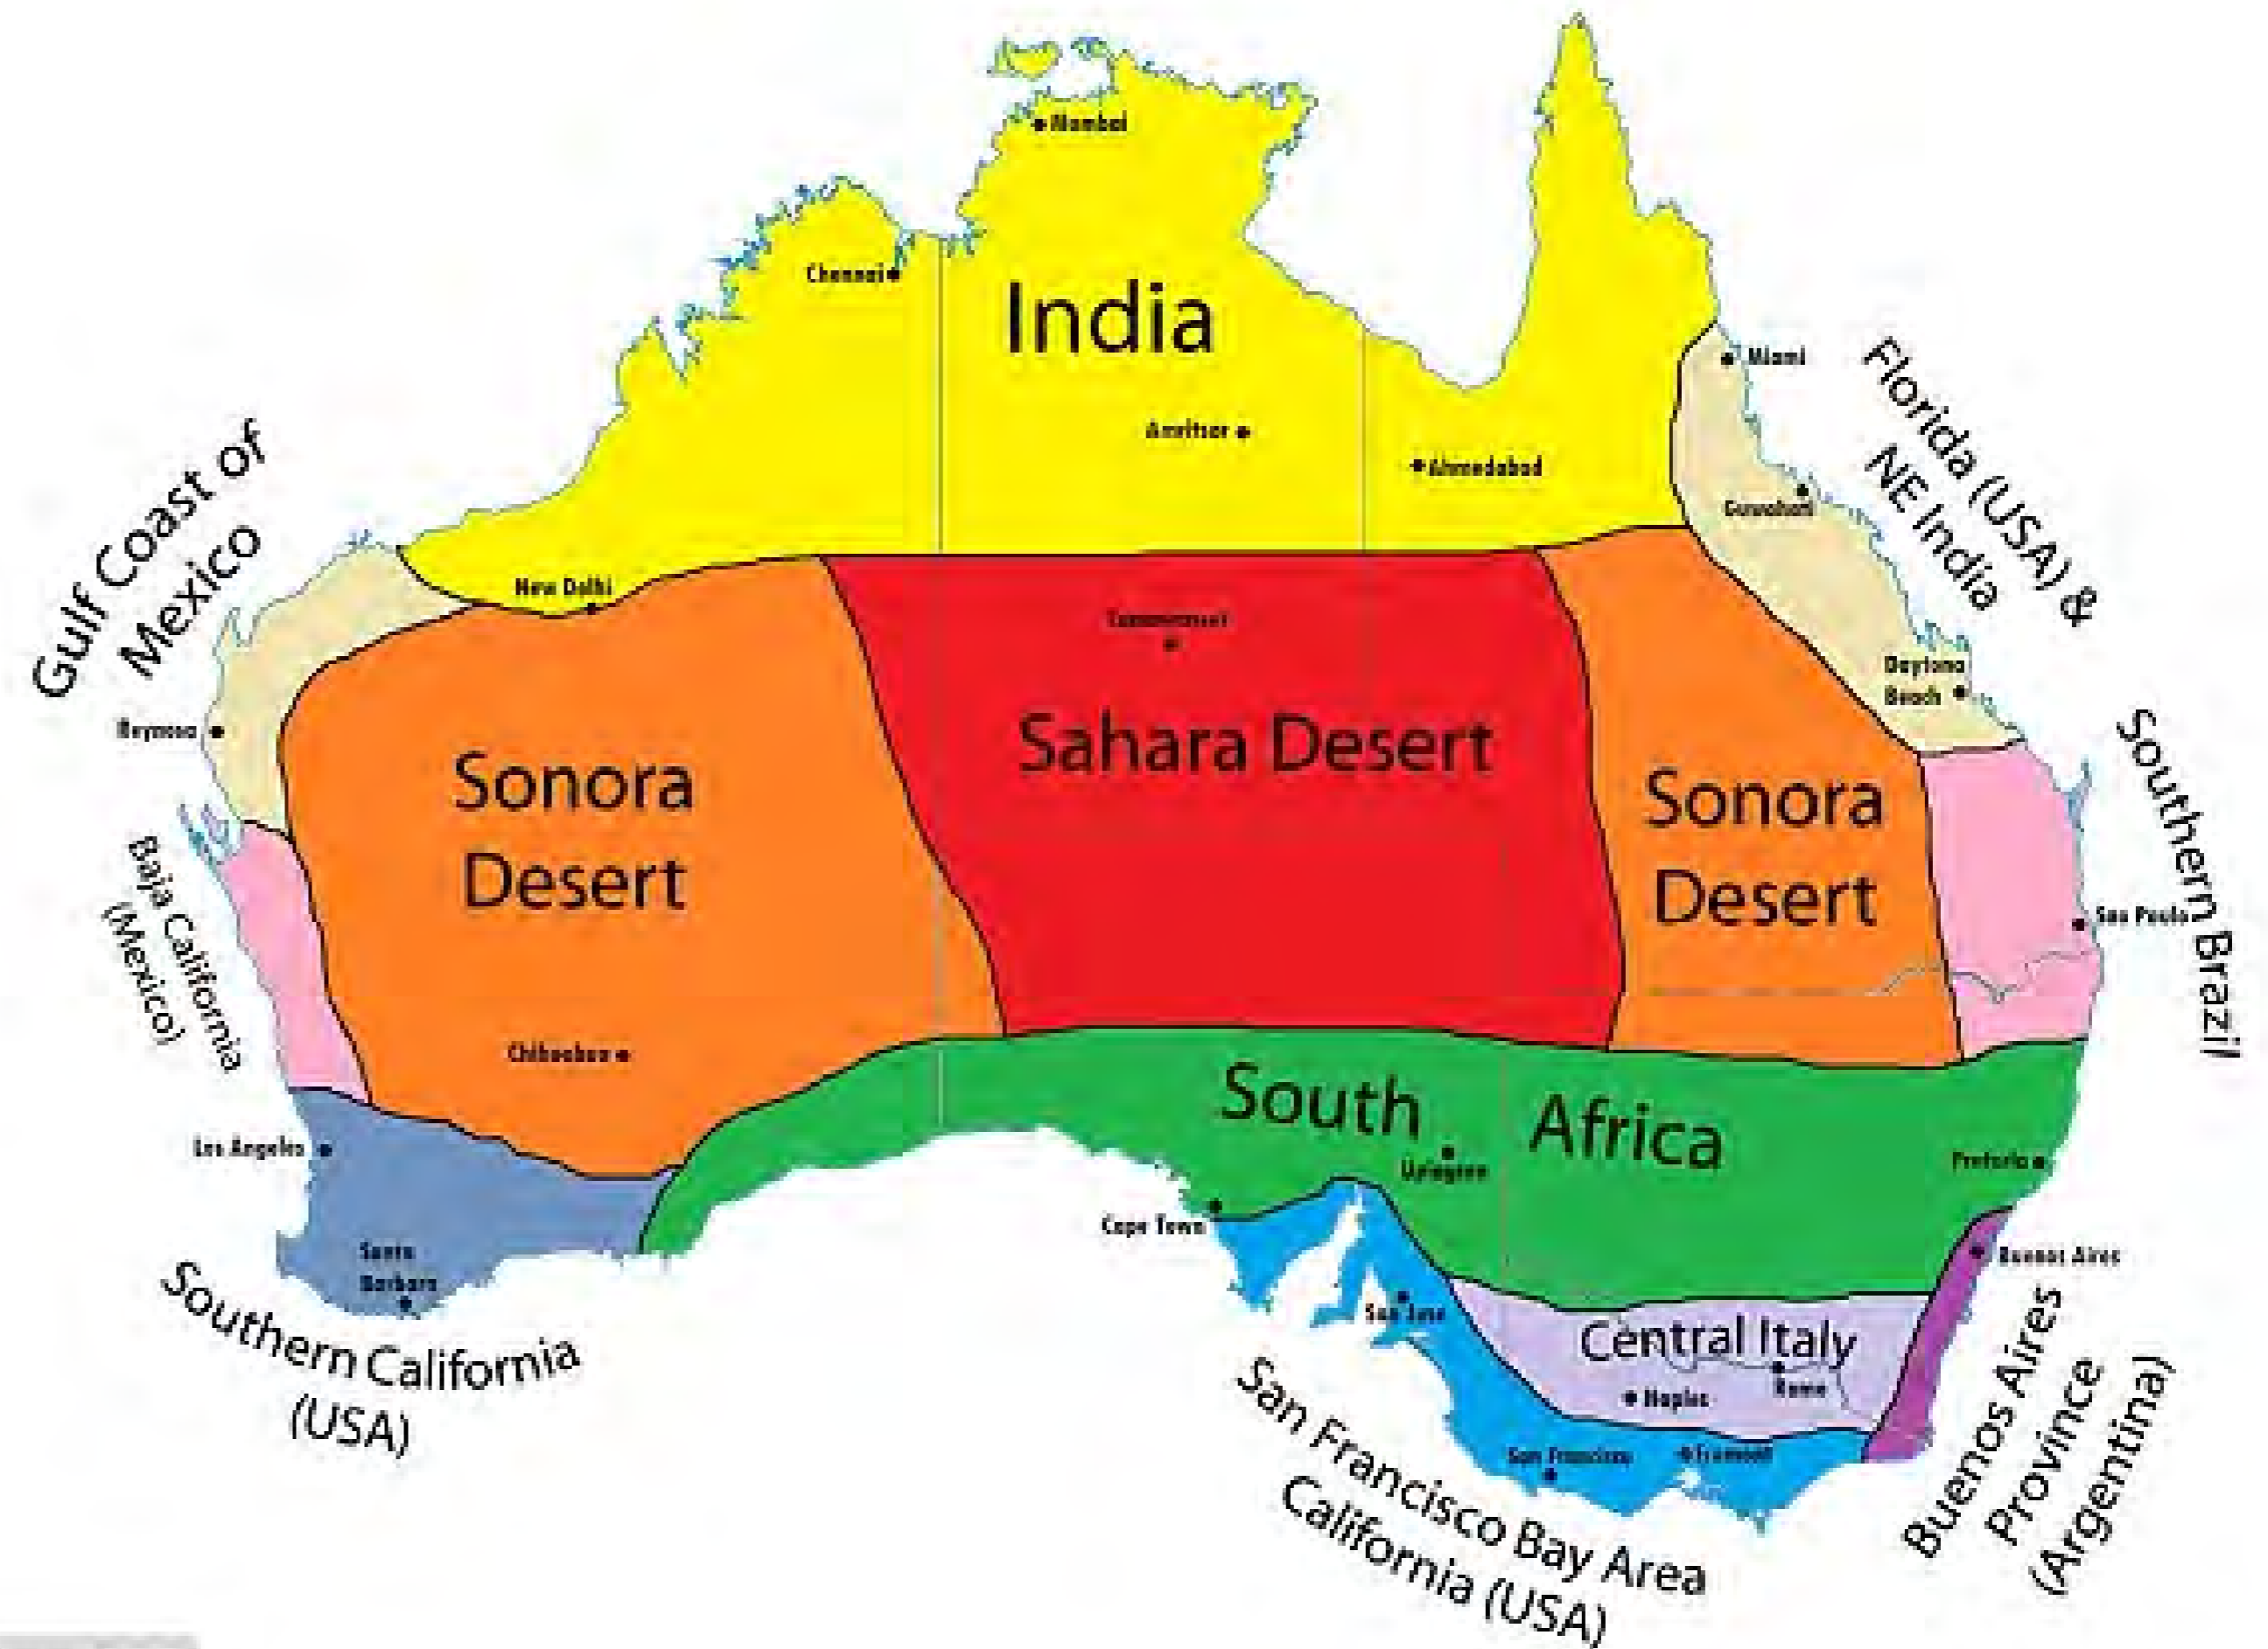 Mumbai
Chennai
India
Miami
Florida (USA) &
NE India
Amritsar
Ahmedabad
Guwahati
Gulf Coast of
Mexico
New Delhi
Daytona
Beach
Reynosa
Sahara Desert
Sonora
Desert
Sonora
Desert
Southern Brazil
Sao Paulo
Baja California
(Mexico)
Chihuahua
South Africa
Los Angeles
Pretoria
Cape Town
Santa
Barbara
Buenos Aires
San Jose
Southern California
(USA)
Central Italy
Rome
Naples
San Francisco
Fremont
San Francisco Bay Area
California (USA)
Buenos Aires
Province
(Argentina)